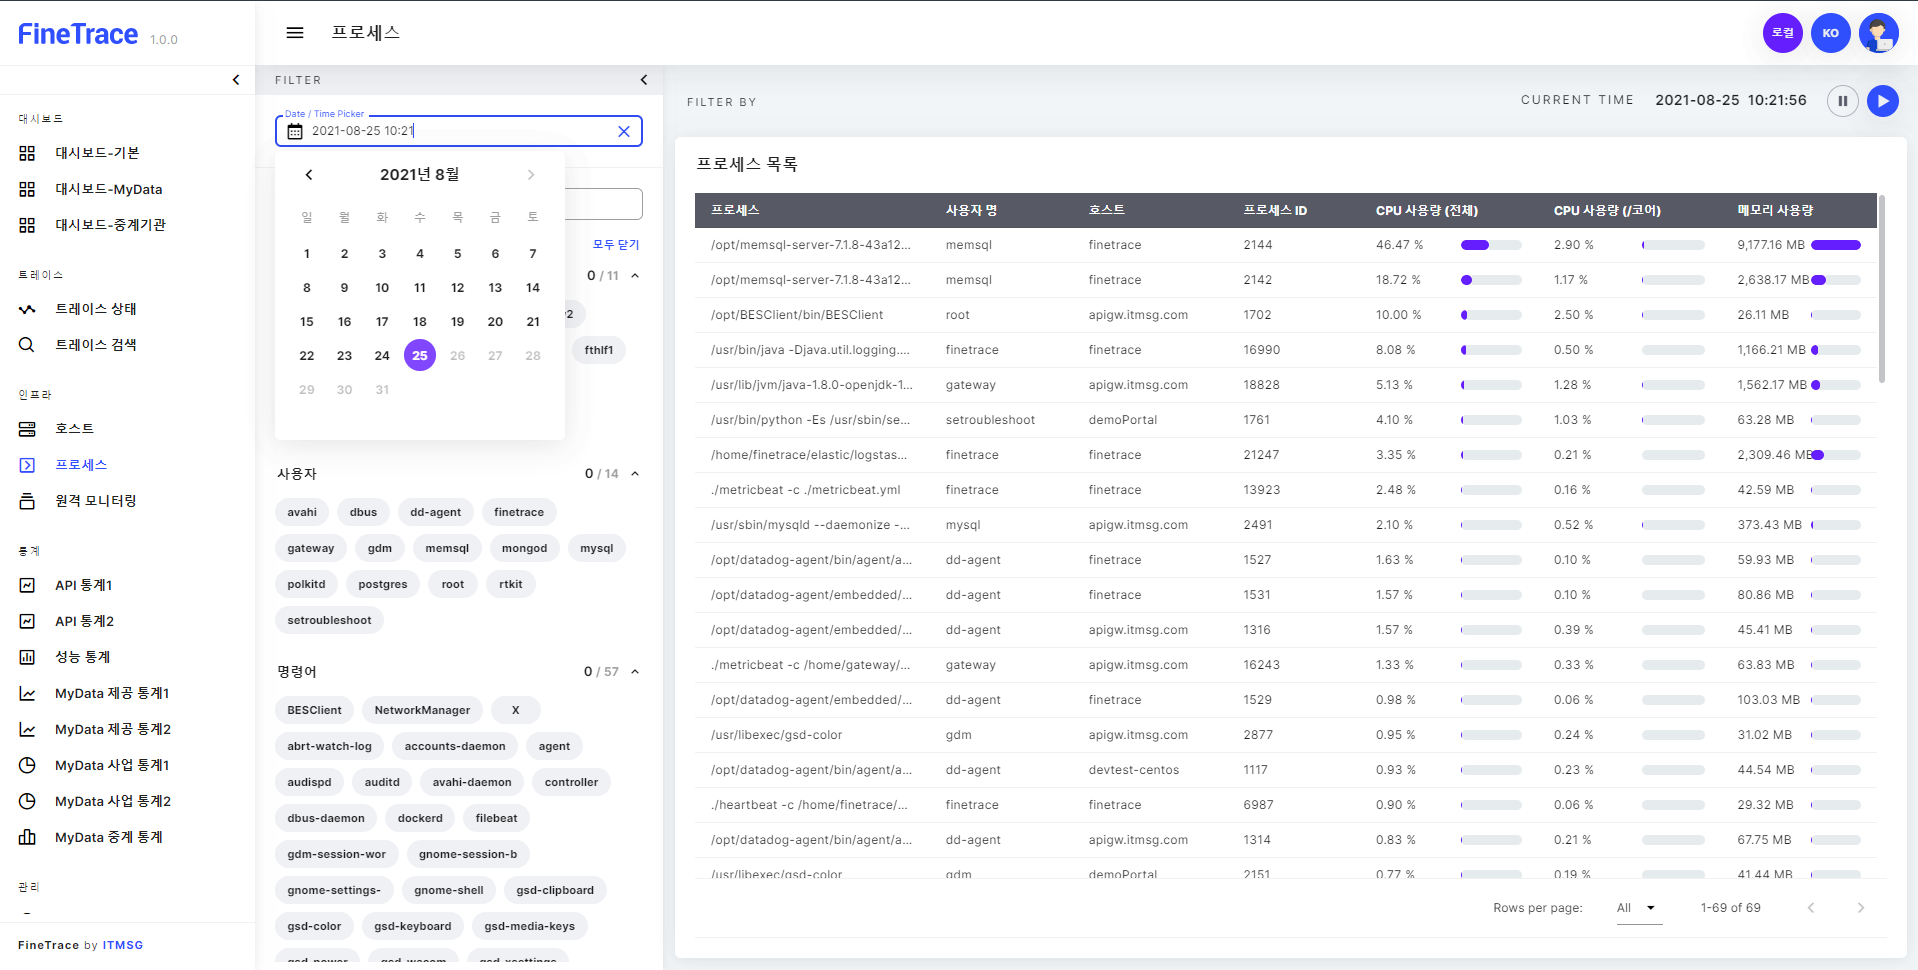 FineTrace 1.0.0
프로세스
로컬
KO
대시보드
대시보드-기본
대시보드-MyData
대시보드-중계기관
트레이스
트레이스 상태
트레이스 검색
인프라
호스트
프로세스
원격 모니터링
통계
API 통계1
API 통계2
성능 통계
MyData 제공 통계1
MyData 제공 통계2
MyData 사업 통계1
MyData 사업 통계2
MyData 중계 통계
관리
FineTrace by ITMSG
FILTER
Date / Time Picker
2021-08-25 10:21
2021년 8월
일 월 화 수 목 금 토
1 2 3 4 5 6 7
8 9 10 11 12 13 14
15 16 17 18 19 20 21
22 23 24 25 26 27 28
29 30 31
모두 닫기
0 / 11
fthlf1
사용자 0 / 14
avahi dbus dd-agent finetrace
gateway gdm memsql mongod mysql
polkitd postgres root rtkit
setroubleshoot
명령어 0 / 57
BESClient NetworkManager X
abrt-watch-log accounts-daemon agent
audispd auditd avahi-daemon controller
dbus-daemon dockerd filebeat
gdm-session-wor gnome-session-b
gnome-settings- gnome-shell gsd-clipboard
gsd-color gsd-keyboard gsd-media-keys
gsd-power gsd-wacom gsd-xsettings
FILTER BY
CURRENT TIME 2021-08-25 10:21:56
프로세스 목록
프로세스 사용자 명 호스트 프로세스 ID CPU 사용량 (전체) CPU 사용량 (/코어) 메모리 사용량
/opt/memsql-server-7.1.8-43a12... memsql finetrace 2144 46.47 % 2.90 % 9,177.16 MB
/opt/memsql-server-7.1.8-43a12... memsql finetrace 2142 18.72 % 1.17 % 2,638.17 MB
/opt/BESClient/bin/BESClient root apigw.itmsg.com 1702 10.00 % 2.50 % 26.11 MB
/usr/bin/java -Djava.util.logging.... finetrace finetrace 16990 8.08 % 0.50 % 1,166.21 MB
/usr/lib/jvm/java-1.8.0-openjdk-1... gateway apigw.itmsg.com 18828 5.13 % 1.28 % 1,562.17 MB
/usr/bin/python -Es /usr/sbin/se... setroubleshoot demoPortal 1761 4.10 % 1.03 % 63.28 MB
/home/finetrace/elastic/logstas... finetrace finetrace 21247 3.35 % 0.21 % 2,309.46 MB
./metricbeat -c ./metricbeat.yml finetrace finetrace 13923 2.48 % 0.16 % 42.59 MB
/usr/sbin/mysqld --daemonize -... mysql apigw.itmsg.com 2491 2.10 % 0.52 % 373.43 MB
/opt/datadog-agent/bin/agent/a... dd-agent finetrace 1527 1.63 % 0.10 % 59.93 MB
/opt/datadog-agent/embedded/... dd-agent finetrace 1531 1.57 % 0.10 % 80.86 MB
/opt/datadog-agent/embedded/... dd-agent apigw.itmsg.com 1316 1.57 % 0.39 % 45.41 MB
./metricbeat -c /home/gateway/... gateway apigw.itmsg.com 16243 1.33 % 0.33 % 63.83 MB
/opt/datadog-agent/embedded/... dd-agent finetrace 1529 0.98 % 0.06 % 103.03 MB
/usr/libexec/gsd-color gdm apigw.itmsg.com 2877 0.95 % 0.24 % 31.02 MB
/opt/datadog-agent/bin/agent/a... dd-agent devtest-centos 1117 0.93 % 0.23 % 44.54 MB
./heartbeat -c /home/finetrace/... finetrace finetrace 6987 0.90 % 0.06 % 29.32 MB
/opt/datadog-agent/bin/agent/a... dd-agent apigw.itmsg.com 1314 0.83 % 0.21 % 67.75 MB
/usr/libexec/gsd-color gdm demoPortal 2151 0.77 % 0.19 % 41.44 MB
Rows per page: All 1-69 of 69